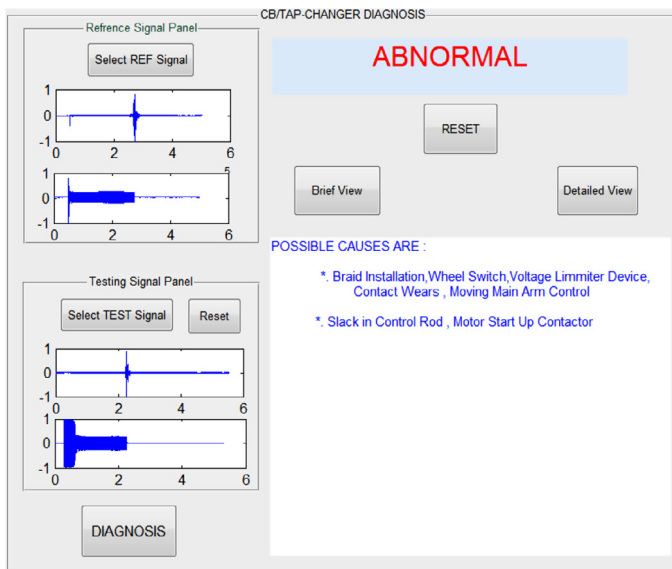 CB/TAP-CHANGER DIAGNOSIS
Refrence Signal Panel
Select REF Signal
1
0
-1
0 2 4 6
5
1
0
-1
0 2 4 6
Testing Signal Panel
Select TEST Signal
Reset
1
0
-1
0 2 4 6
1
0
-1
0 2 4 6
DIAGNOSIS
ABNORMAL
RESET
Brief View
Detailed View
POSSIBLE CAUSES ARE :
*. Braid Installation,Wheel Switch,Voltage Limmiter Device,
Contact Wears , Moving Main Arm Control
*. Slack in Control Rod , Motor Start Up Contactor